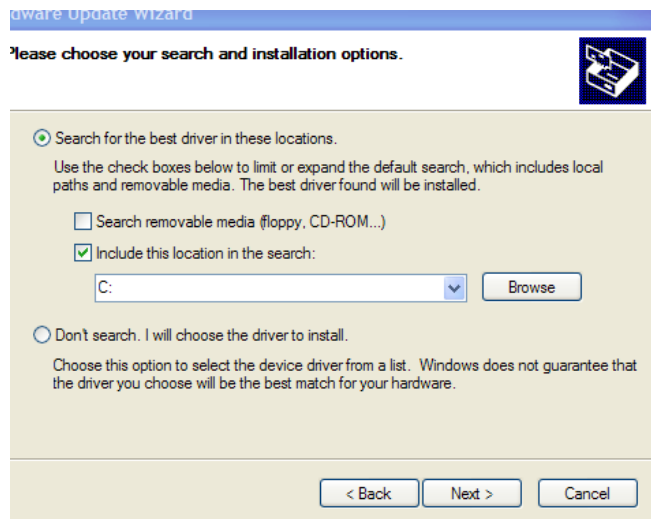 dware Update Wizard
Please choose your search and installation options.
Search for the best driver in these locations.
Use the check boxes below to limit or expand the default search, which includes local
paths and removable media. The best driver found will be installed.
Search removable media (floppy, CD-ROM...)
Include this location in the search:
C:
Browse
Don't search. I will choose the driver to install.
Choose this option to select the device driver from a list. Windows does not guarantee that
the driver you choose will be the best match for your hardware.
< Back
Next >
Cancel